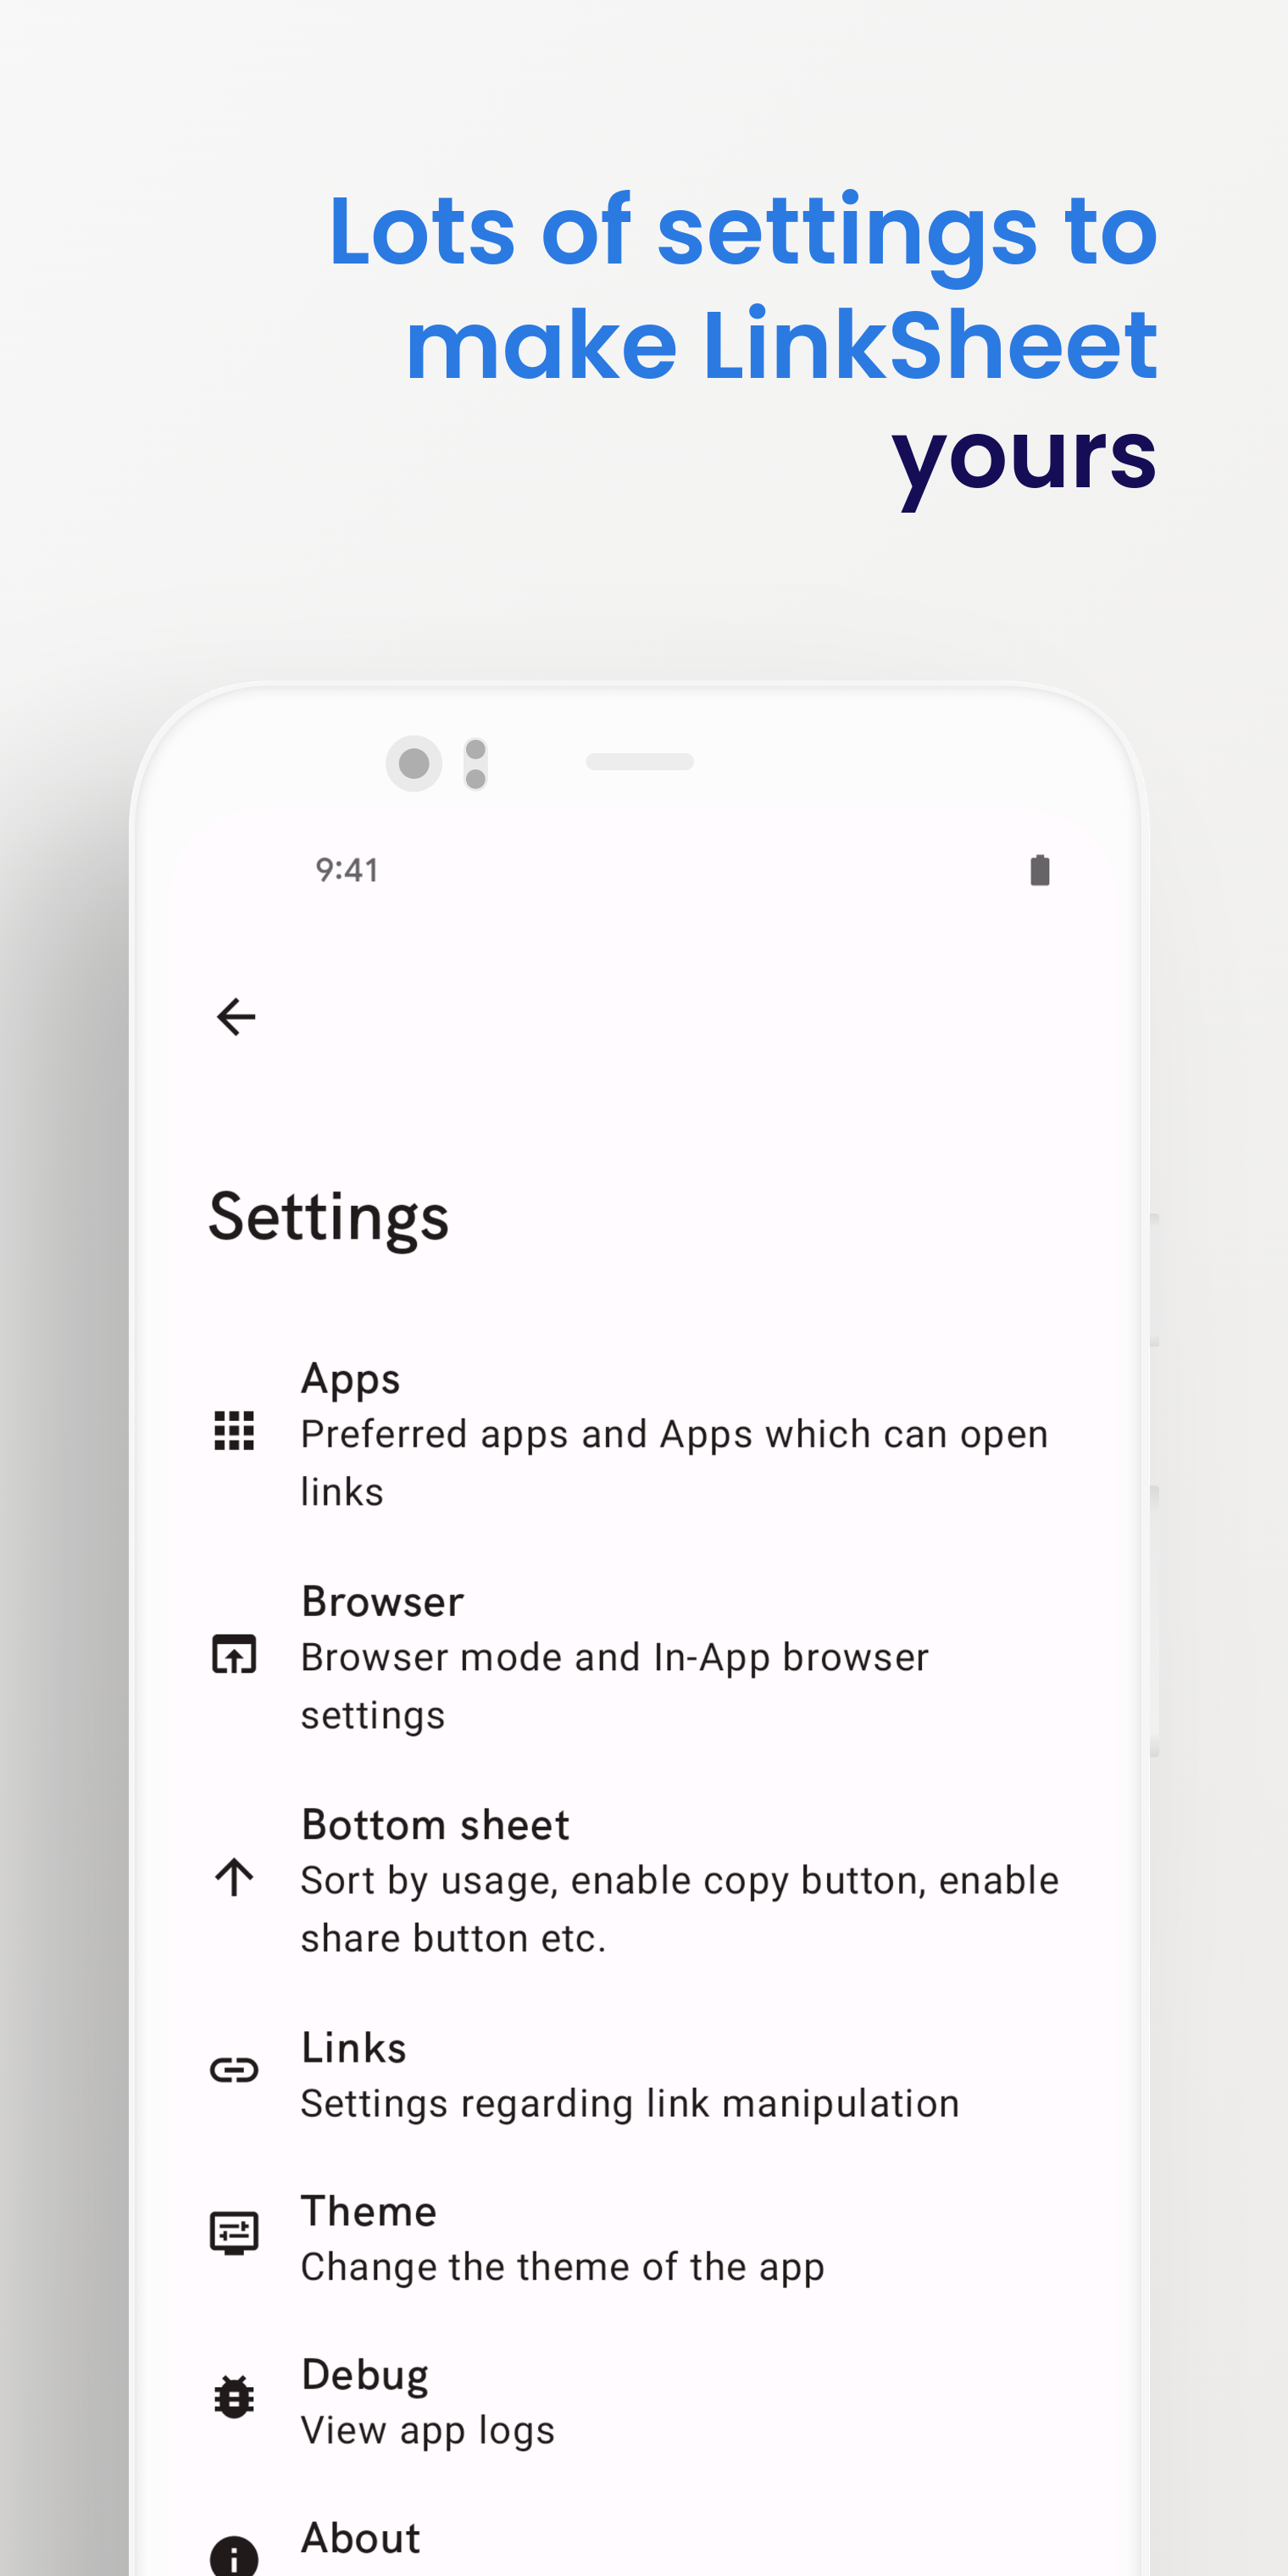 Lots of settings to
make LinkSheet
yours
9:41
Settings
Apps
Preferred apps and Apps which can open
links
Browser
Browser mode and In-App browser
settings
Bottom sheet
Sort by usage, enable copy button, enable
share button etc.
Links
Settings regarding link manipulation
Theme
Change the theme of the app
Debug
View app logs
About